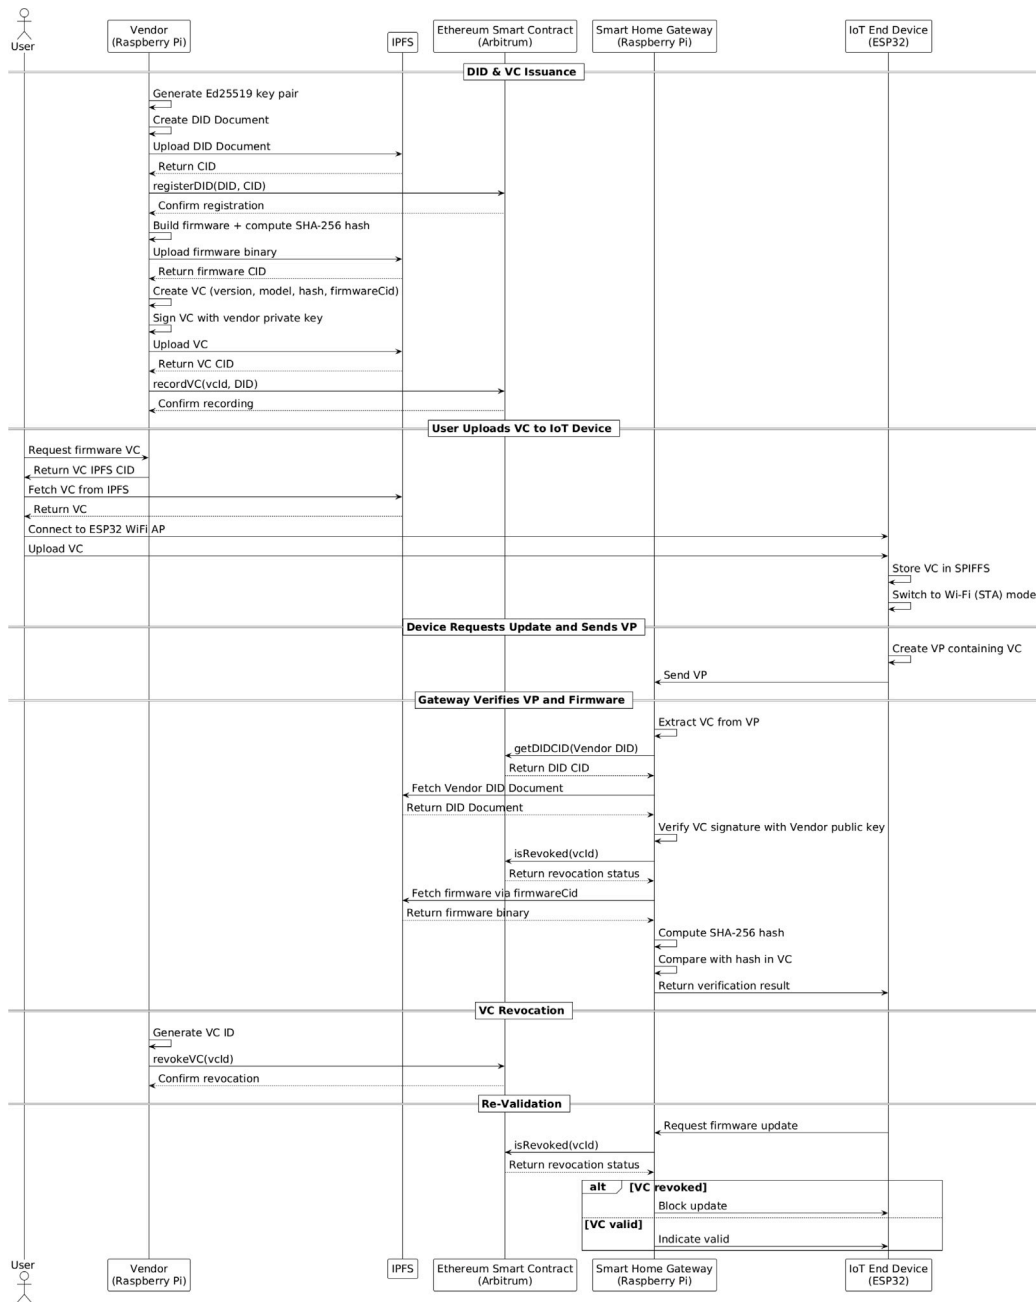 User
Vendor
(Raspberry Pi)
IPFS
Ethereum Smart Contract
(Arbitrum)
Smart Home Gateway
(Raspberry Pi)
IoT End Device
(ESP32)
DID & VC Issuance
Generate Ed25519 key pair
Create DID Document
Upload DID Document
Return CID
registerDID(DID, CID)
Confirm registration
Build firmware + compute SHA-256 hash
Upload firmware binary
Return firmware CID
Create VC (version, model, hash, firmwareCid)
Sign VC with vendor private key
Upload VC
Return VC CID
recordVC(vcId, DID)
Confirm recording
User Uploads VC to IoT Device
Request firmware VC
Return VC IPFS CID
Fetch VC from IPFS
Return VC
Connect to ESP32 WiFi AP
Upload VC
Store VC in SPIFFS
Switch to Wi-Fi (STA) mode
Device Requests Update and Sends VP
Create VP containing VC
Send VP
Gateway Verifies VP and Firmware
Extract VC from VP
getDIDCID(Vendor DID)
Return DID CID
Fetch Vendor DID Document
Return DID Document
Verify VC signature with Vendor public key
isRevoked(vcId)
Return revocation status
Fetch firmware via firmwareCid
Return firmware binary
Compute SHA-256 hash
Compare with hash in VC
Return verification result
VC Revocation
Generate VC ID
revokeVC(vcId)
Confirm revocation
Re-Validation
Request firmware update
isRevoked(vcId)
Return revocation status
alt [VC revoked]
Block update
[VC valid]
Indicate valid
User
Vendor
(Raspberry Pi)
IPFS
Ethereum Smart Contract
(Arbitrum)
Smart Home Gateway
(Raspberry Pi)
IoT End Device
(ESP32)